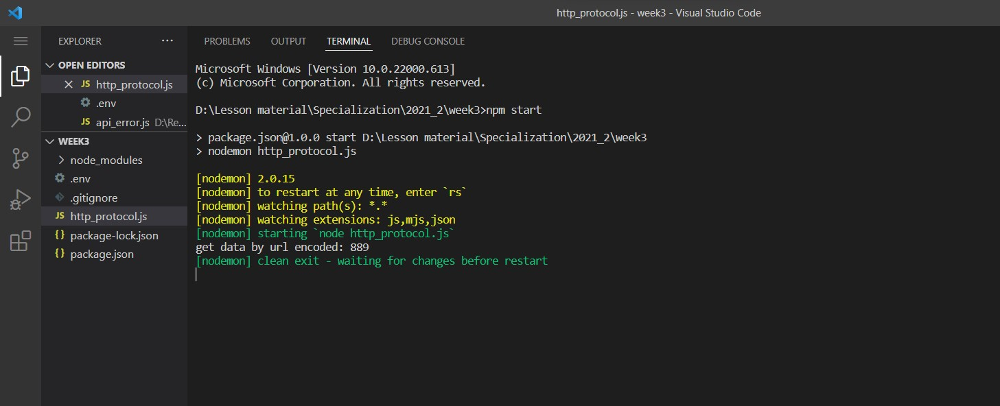 http_protocol.js - week3 - Visual Studio Code
EXPLORER
OPEN EDITORS
JS http_protocol.js
.env
JS api_error.js D:\Re...
WEEK3
node_modules
.env
.gitignore
JS http_protocol.js
{} package-lock.json
{} package.json
PROBLEMS OUTPUT TERMINAL DEBUG CONSOLE
Microsoft Windows [Version 10.0.22000.613]
(c) Microsoft Corporation. All rights reserved.
D:\Lesson material\Specialization\2021_2\week3>npm start
> package.json@1.0.0 start D:\Lesson material\Specialization\2021_2\week3
> nodemon http_protocol.js
[nodemon] 2.0.15
[nodemon] to restart at any time, enter `rs`
[nodemon] watching path(s): *.*
[nodemon] watching extensions: js,mjs,json
[nodemon] starting `node http_protocol.js`
get data by url encoded: 889
[nodemon] clean exit - waiting for changes before restart